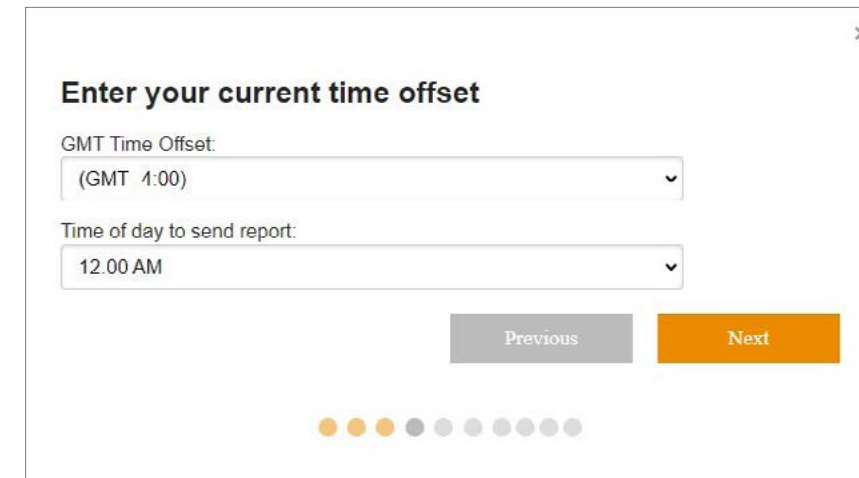 Enter your current time offset
GMT Time Offset:
(GMT 4:00)
Time of day to send report:
12.00 AM
Previous
Next